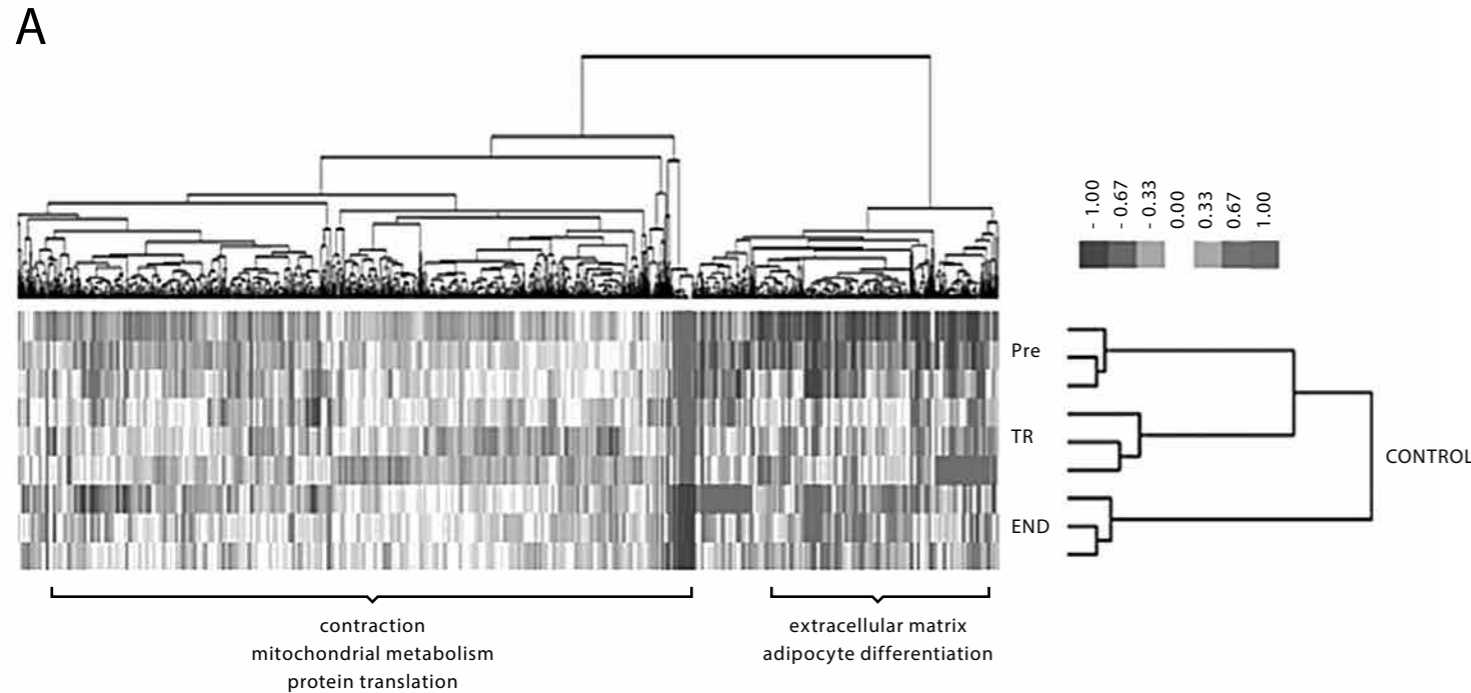 A
- 1.00
- 0.67
- 0.33
0.00
0.33
0.67
1.00
Pre
TR
CONTROL
END
contraction
mitochondrial metabolism
protein translation
extracellular matrix
adipocyte differentiation